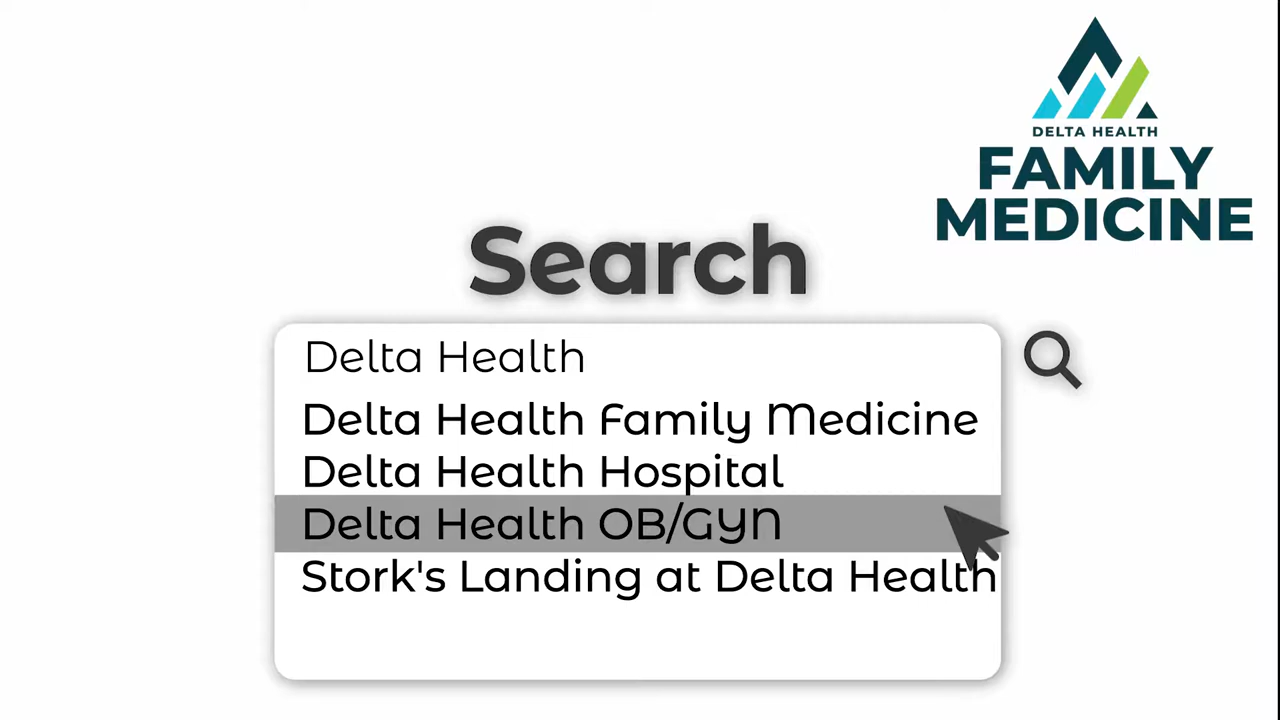 DELTA HEALTH
FAMILY
MEDICINE
Search
Delta Health
Delta Health Family Medicine
Delta Health Hospital
Delta Health OB/GYN
Stork's Landing at Delta Health